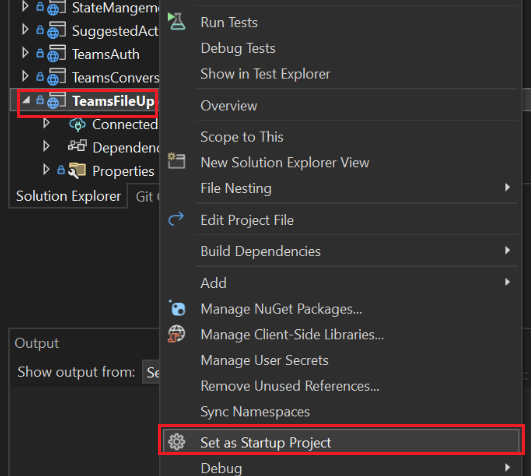 StateManageme
SuggestedAct
TeamsAuth
TeamsConvers
TeamsFileUp
Connected
Dependenc
Properties
Solution Explorer
Git C
Output
Show output from:
Se
Run Tests
Debug Tests
Show in Test Explorer
Overview
Scope to This
New Solution Explorer View
File Nesting
Edit Project File
Build Dependencies
Add
Manage NuGet Packages...
Manage Client-Side Libraries...
Manage User Secrets
Remove Unused References...
Sync Namespaces
Set as Startup Project
Debug